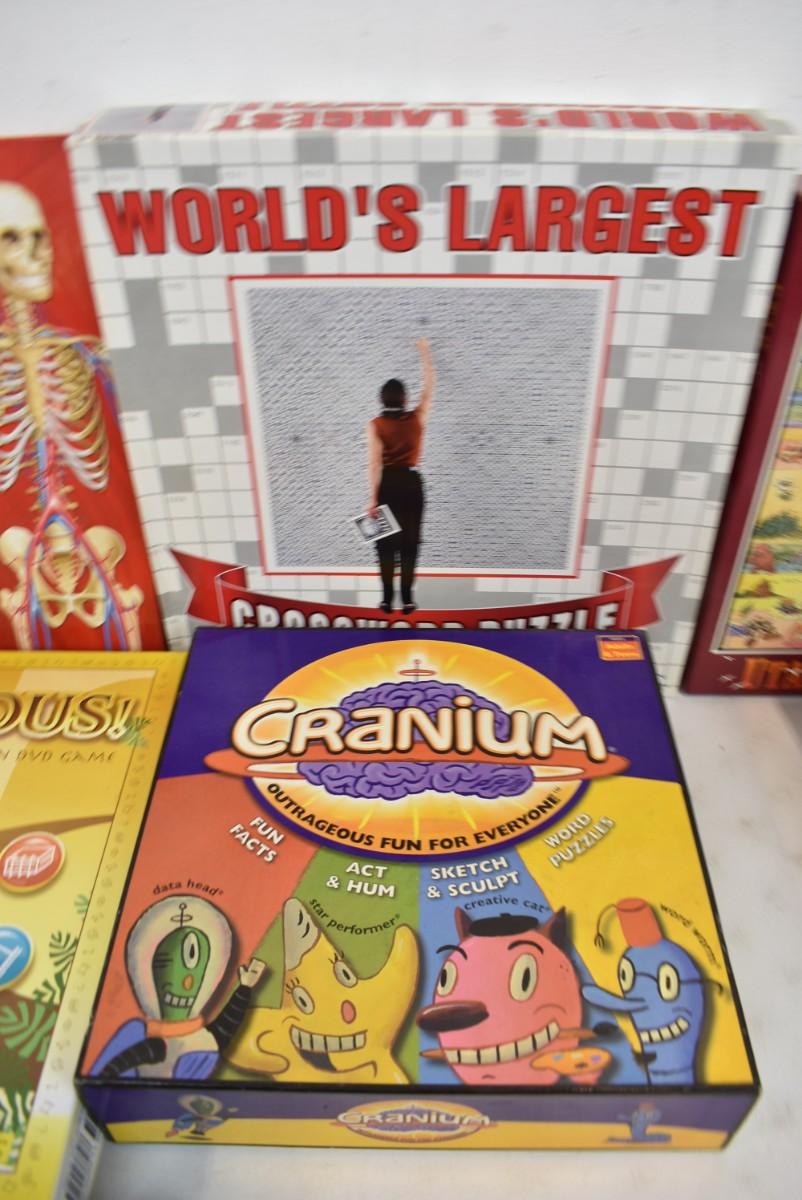 WORLD'S LARGEST
WORLD'S LARGEST
CROSSWORD PUZZLE
OUS!
N DVD GAME
CRANIUM
OUTRAGEOUS FUN FOR EVERYONE™
FUN
FACTS
ACT
& HUM
SKETCH
& SCULPT
WORD
PUZZLES
data head®
star performer®
creative cat®
word worm®
CRANIUM